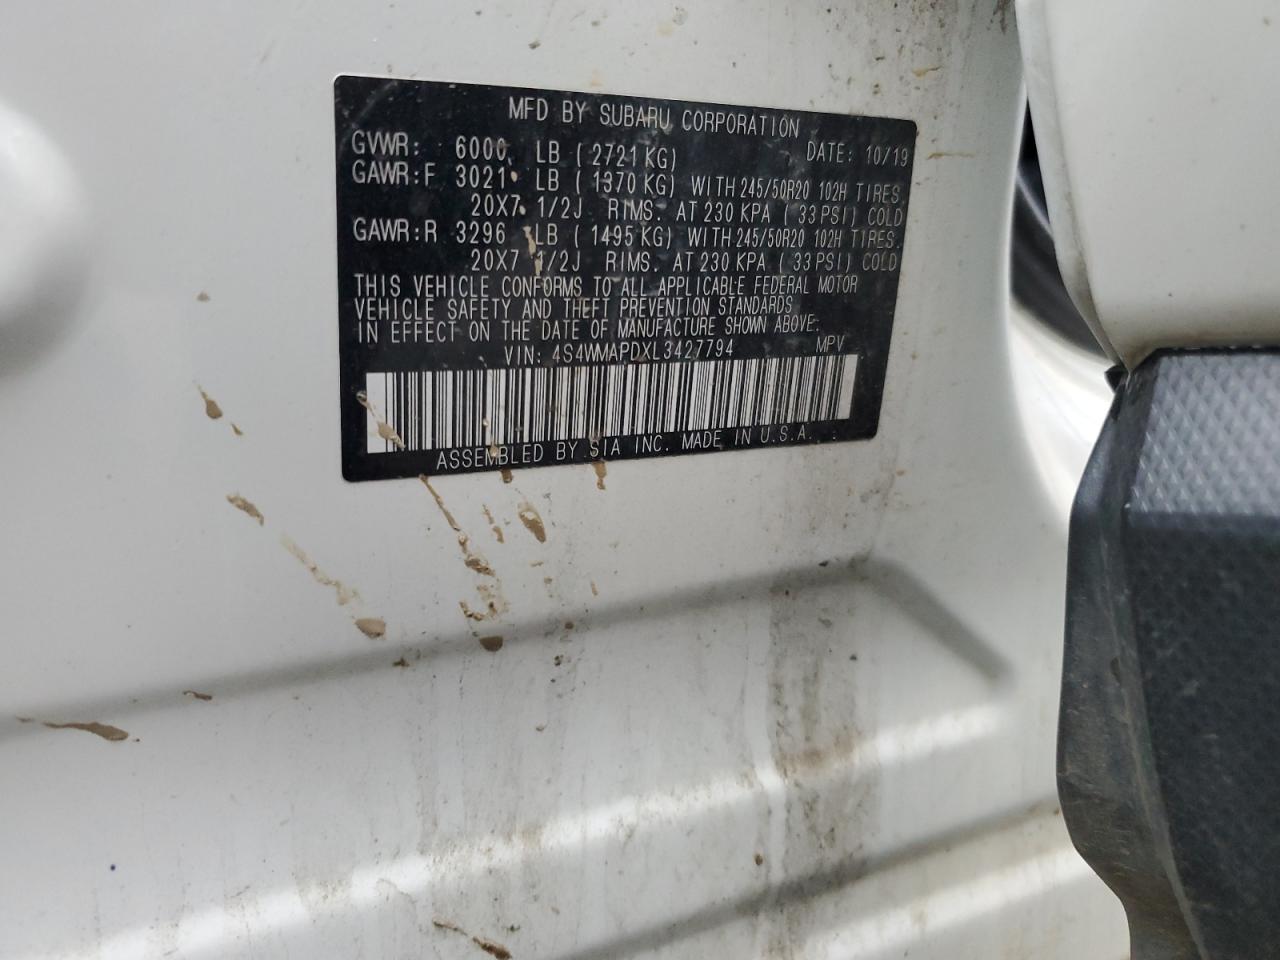 MFD BY SUBARU CORPORATION
GVWR: 6000 LB ( 2721 KG) DATE: 10/19
GAWR:F 3021 LB ( 1370 KG) WITH 245/50R20 102H TIRES,
20X7 1/2J RIMS. AT 230 KPA ( 33 PSI) COLD
GAWR:R 3296 LB ( 1495 KG) WITH 245/50R20 102H TIRES,
20X7 1/2J RIMS. AT 230 KPA ( 33 PSI) COLD
THIS VEHICLE CONFORMS TO ALL APPLICABLE FEDERAL MOTOR
VEHICLE SAFETY AND THEFT PREVENTION STANDARDS
IN EFFECT ON THE DATE OF MANUFACTURE SHOWN ABOVE.
VIN: 4S4WMAPDXL3427794 MPV
ASSEMBLED BY SIA INC. MADE IN U.S.A.